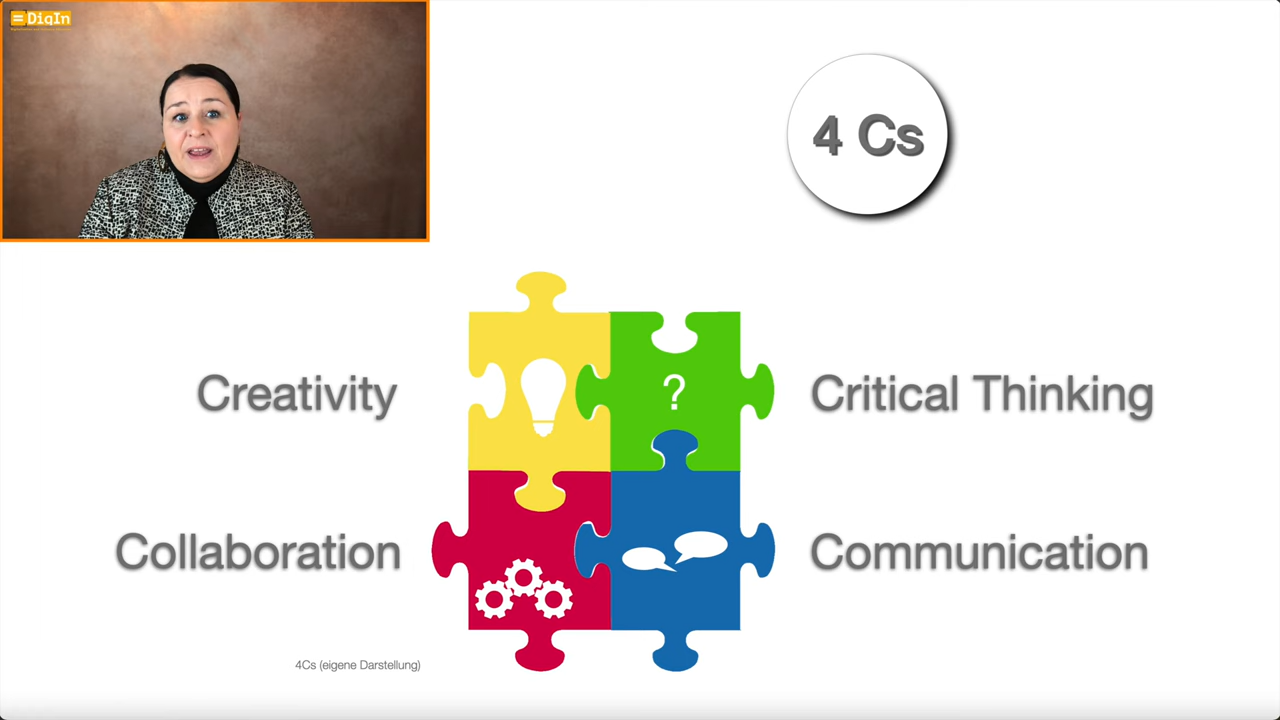 DigIn
4 Cs
Creativity
?
Critical Thinking
Collaboration
Communication
4Cs (eigene Darstellung)